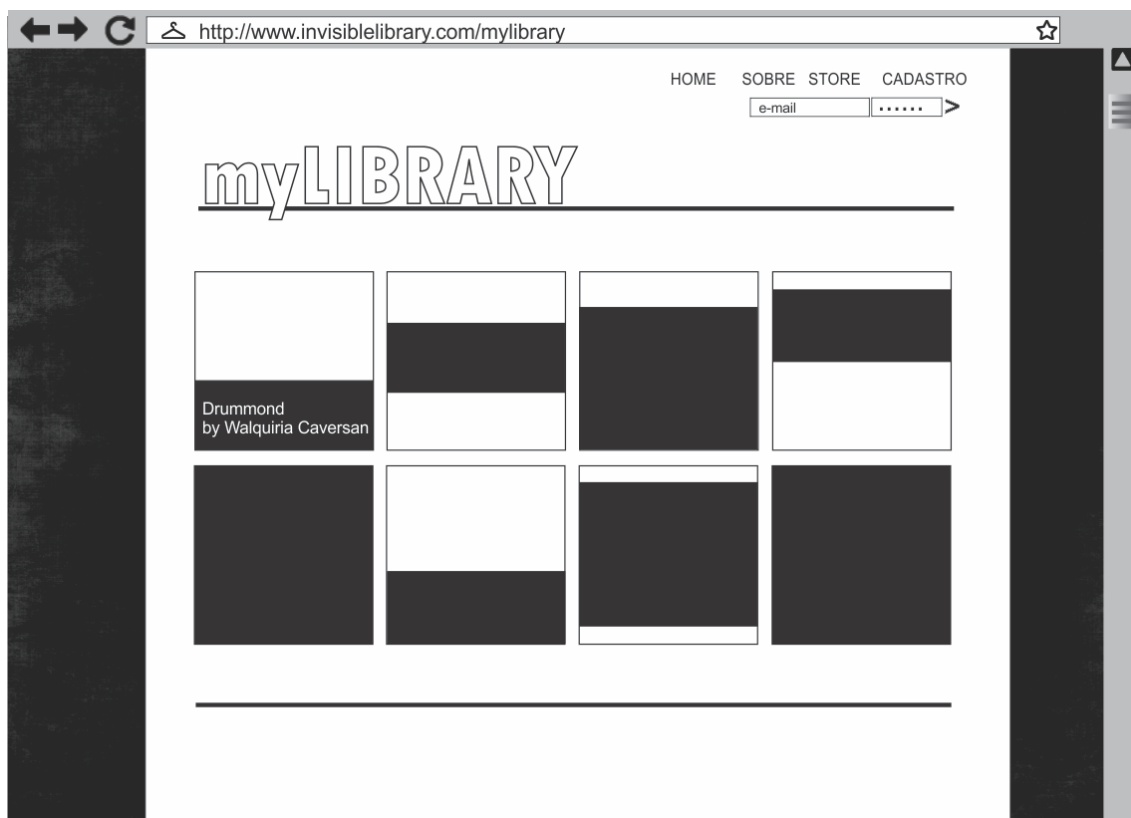 http://www.invisiblelibrary.com/mylibrary
HOME SOBRE STORE CADASTRO
e-mail ...... >
myLIBRARY
Drummond
by Walquiria Caversan